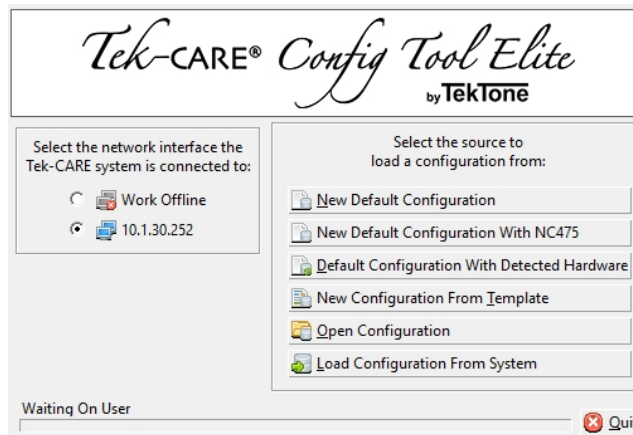 Tek-CARE® Config Tool Elite
by TekTone
Select the network interface the
Tek-CARE system is connected to:
Work Offline
10.1.30.252
Select the source to
load a configuration from:
New Default Configuration
New Default Configuration With NC475
Default Configuration With Detected Hardware
New Configuration From Template
Open Configuration
Load Configuration From System
Waiting On User
Qui